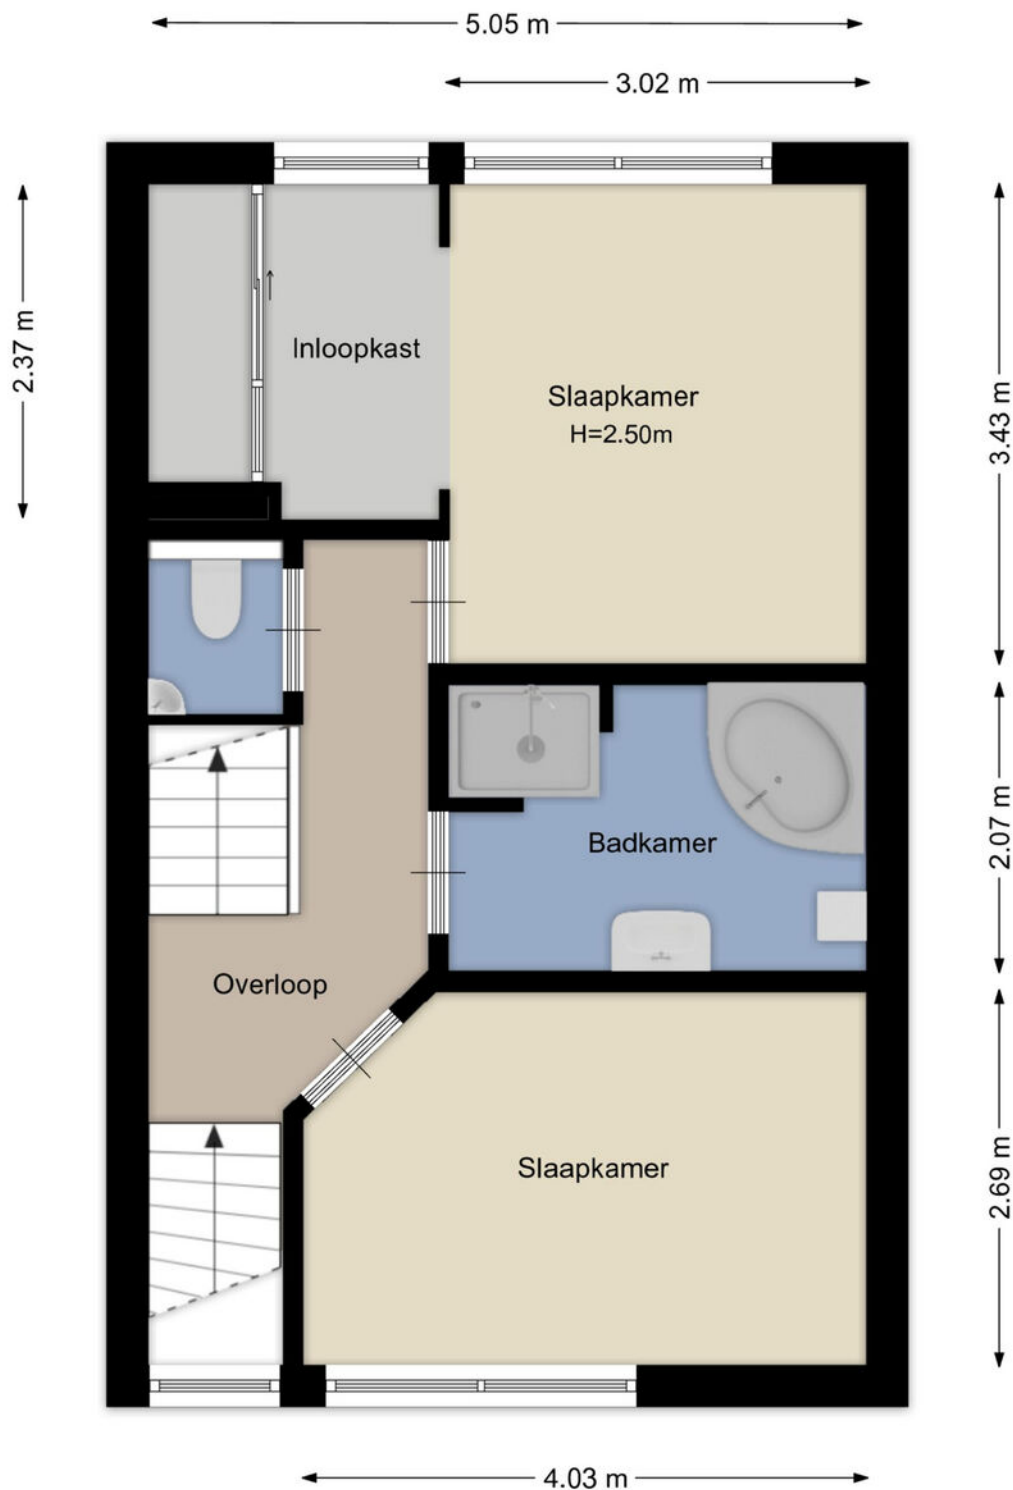 5.05 m
3.02 m
2.37 m
Inloopkast
Slaapkamer
H=2.50m
3.43 m
Badkamer
2.07 m
Overloop
Slaapkamer
2.69 m
4.03 m